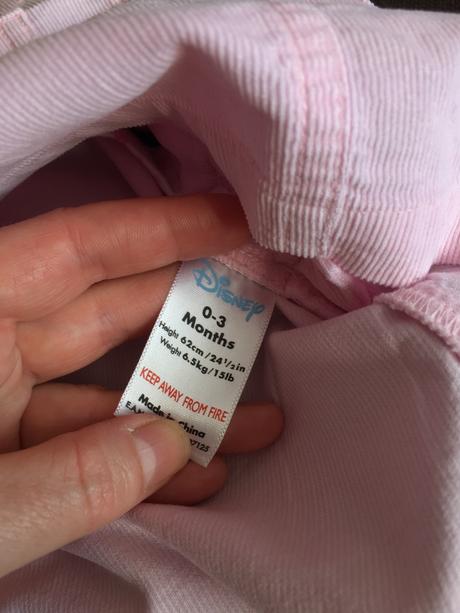 Disney
0-3
Months
Height 62cm/24½in
Weight 6.5kg/15lb
KEEP AWAY FROM FIRE
Made in China
7125